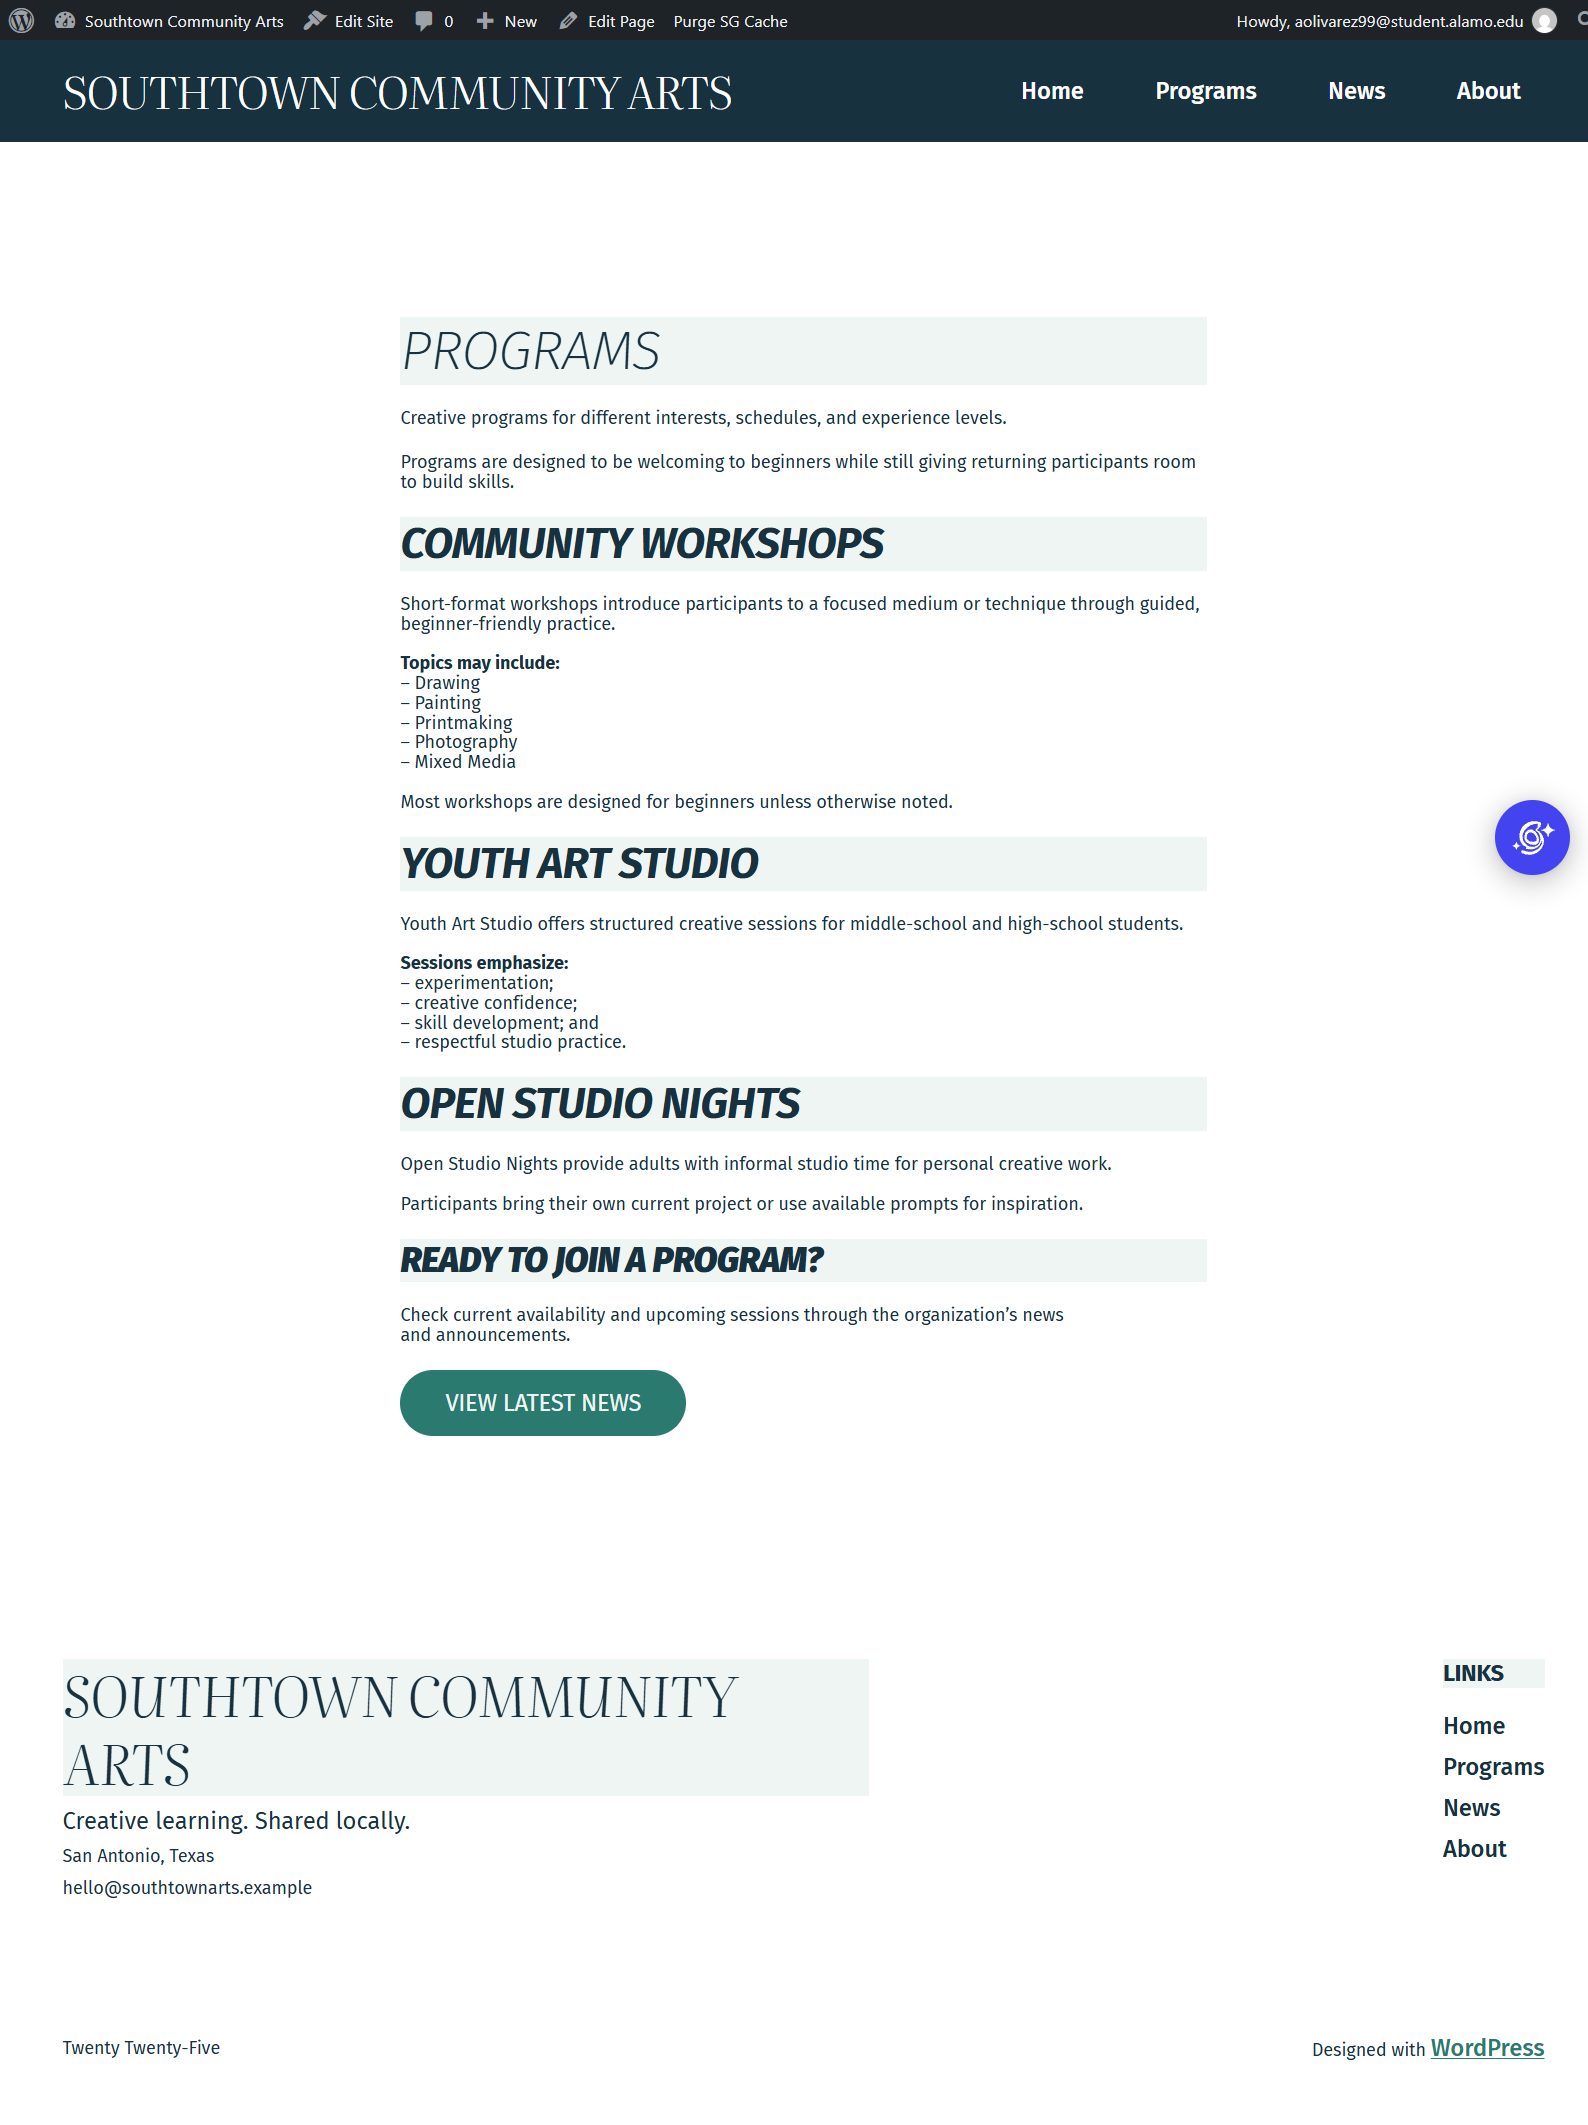 Southtown Community Arts Edit Site 0 New Edit Page Purge SG Cache Howdy, aolivarez99@student.alamo.edu
SOUTHTOWN COMMUNITY ARTS Home Programs News About
PROGRAMS
Creative programs for different interests, schedules, and experience levels.
Programs are designed to be welcoming to beginners while still giving returning participants room
to build skills.
COMMUNITY WORKSHOPS
Short-format workshops introduce participants to a focused medium or technique through guided,
beginner-friendly practice.
Topics may include:
– Drawing
– Painting
– Printmaking
– Photography
– Mixed Media
Most workshops are designed for beginners unless otherwise noted.
YOUTH ART STUDIO
Youth Art Studio offers structured creative sessions for middle-school and high-school students.
Sessions emphasize:
– experimentation;
– creative confidence;
– skill development; and
– respectful studio practice.
OPEN STUDIO NIGHTS
Open Studio Nights provide adults with informal studio time for personal creative work.
Participants bring their own current project or use available prompts for inspiration.
READY TO JOIN A PROGRAM?
Check current availability and upcoming sessions through the organization’s news
and announcements.
VIEW LATEST NEWS
SOUTHTOWN COMMUNITY
ARTS
Creative learning. Shared locally.
San Antonio, Texas
hello@southtownarts.example
LINKS
Home
Programs
News
About
Twenty Twenty-Five
Designed with WordPress